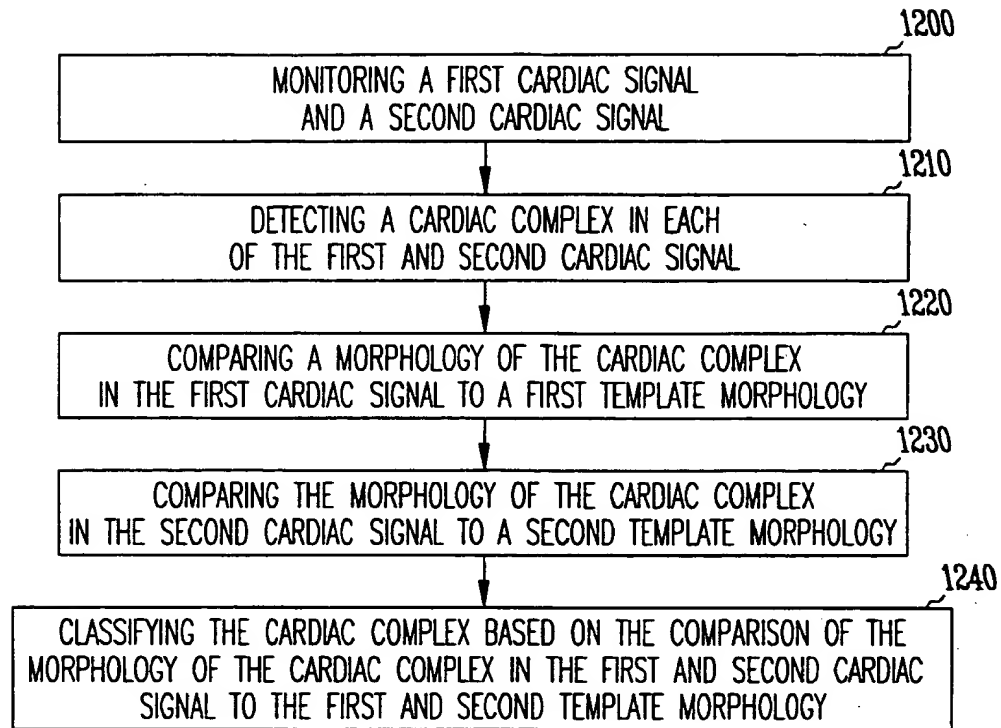 1200
MONITORING A FIRST CARDIAC SIGNAL
AND A SECOND CARDIAC SIGNAL
1210
DETECTING A CARDIAC COMPLEX IN EACH
OF THE FIRST AND SECOND CARDIAC SIGNAL
1220
COMPARING A MORPHOLOGY OF THE CARDIAC COMPLEX
IN THE FIRST CARDIAC SIGNAL TO A FIRST TEMPLATE MORPHOLOGY
1230
COMPARING THE MORPHOLOGY OF THE CARDIAC COMPLEX
IN THE SECOND CARDIAC SIGNAL TO A SECOND TEMPLATE MORPHOLOGY
1240
CLASSIFYING THE CARDIAC COMPLEX BASED ON THE COMPARISON OF THE
MORPHOLOGY OF THE CARDIAC COMPLEX IN THE FIRST AND SECOND CARDIAC
SIGNAL TO THE FIRST AND SECOND TEMPLATE MORPHOLOGY